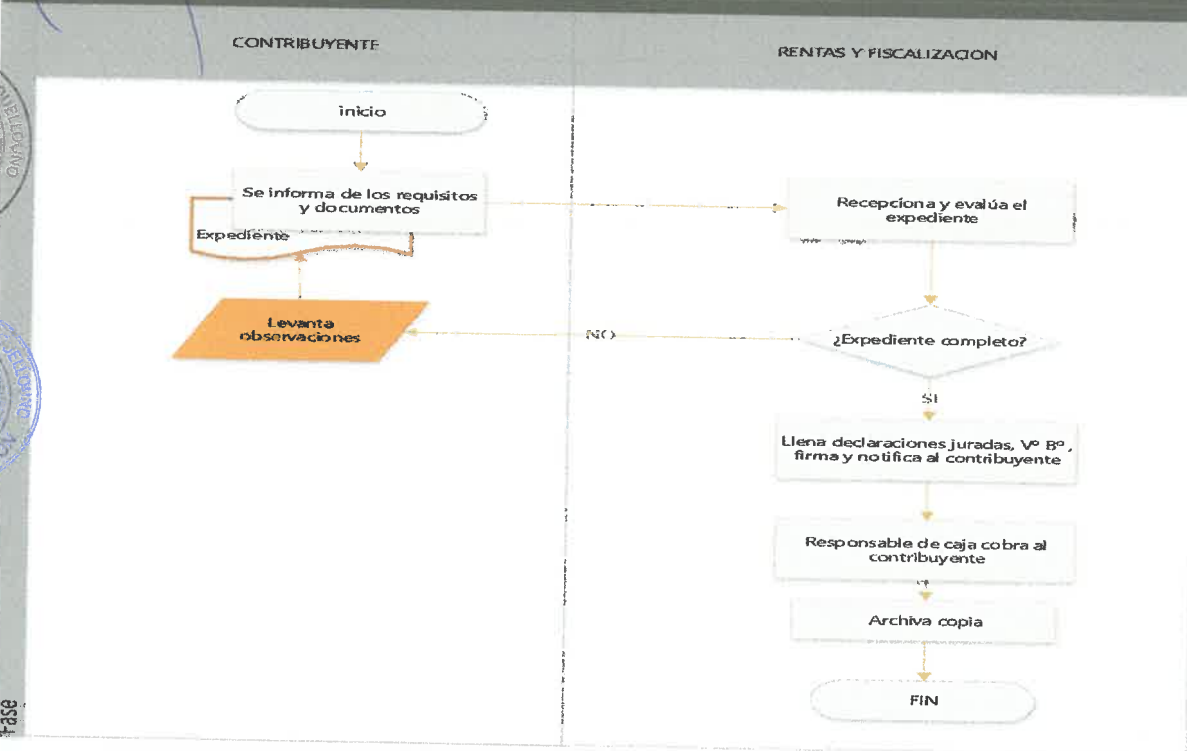 CONTRIBUYENTE
RENTAS Y FISCALIZACION
inicio
Se informa de los requisitos
y documentos
Expediente
Recepciona y evalúa el
expediente
Levanta
observaciones
NO
¿Expediente completo?
SI
Llena declaraciones juradas, Vº Bº,
firma y notifica al contribuyente
Responsable de caja cobra al
contribuyente
Archiva copia
FIN
Fase